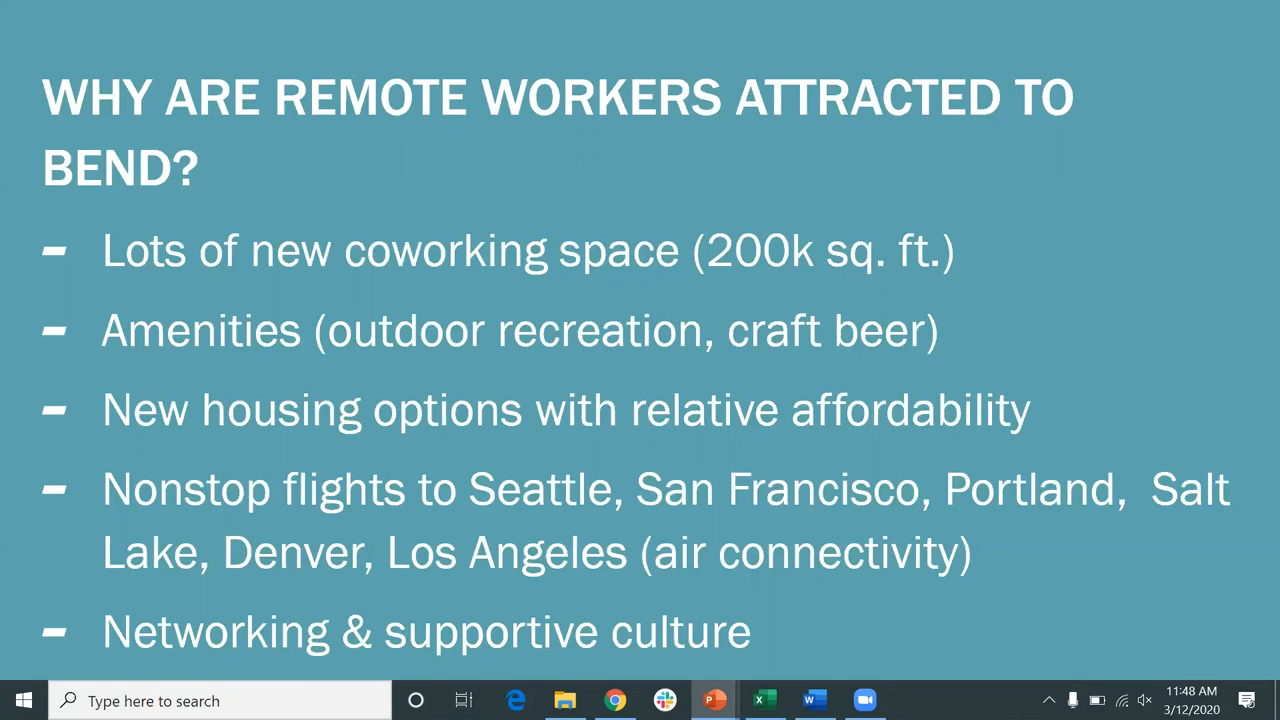 WHY ARE REMOTE WORKERS ATTRACTED TO
BEND?
- Lots of new coworking space (200k sq. ft.)
- Amenities (outdoor recreation, craft beer)
- New housing options with relative affordability
- Nonstop flights to Seattle, San Francisco, Portland,  Salt
Lake, Denver, Los Angeles (air connectivity)
- Networking & supportive culture
Type here to search
11:48 AM
3/12/2020